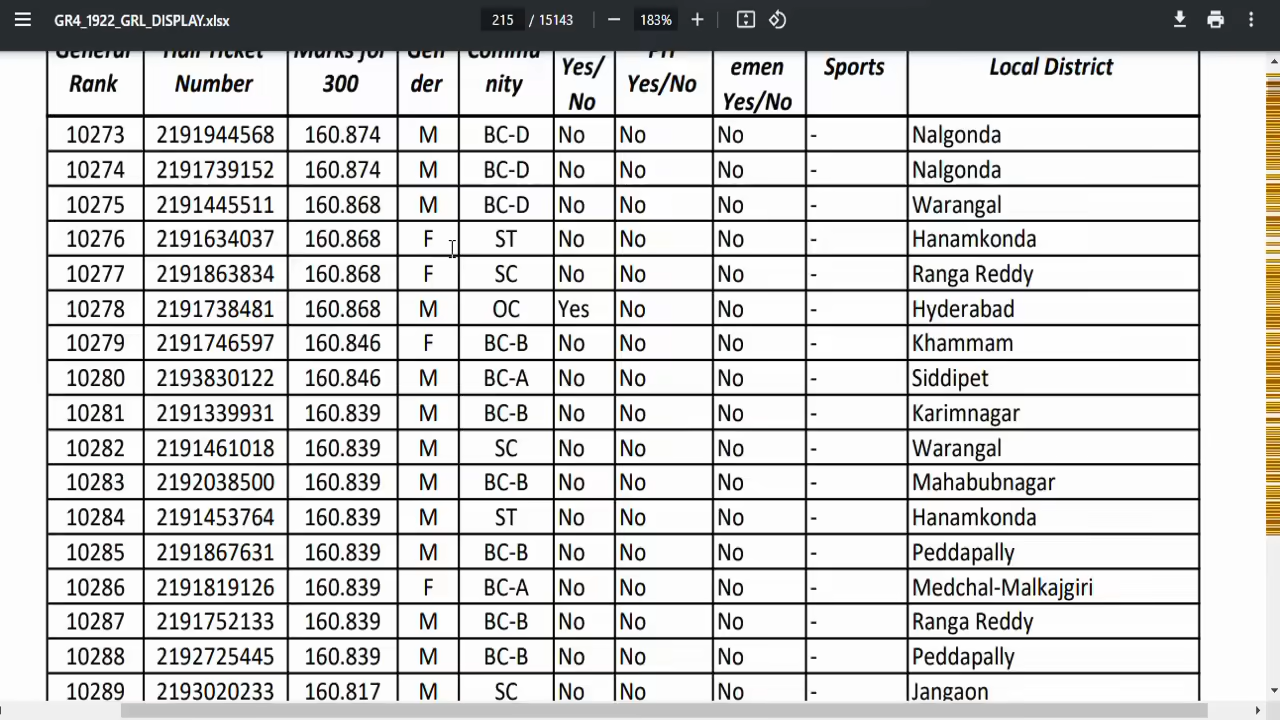 GR4_1922_GRL_DISPLAY.xlsx 215 / 15143 183%
General Hall Ticket Marks for Gen Commu Yes/ PH emen Sports Local District
Rank Number 300 der nity No Yes/No Yes/No
10273 2191944568 160.874 M BC-D No No No - Nalgonda
10274 2191739152 160.874 M BC-D No No No - Nalgonda
10275 2191445511 160.868 M BC-D No No No - Warangal
10276 2191634037 160.868 F ST No No No - Hanamkonda
10277 2191863834 160.868 F SC No No No - Ranga Reddy
10278 2191738481 160.868 M OC Yes No No - Hyderabad
10279 2191746597 160.846 F BC-B No No No - Khammam
10280 2193830122 160.846 M BC-A No No No - Siddipet
10281 2191339931 160.839 M BC-B No No No - Karimnagar
10282 2191461018 160.839 M SC No No No - Warangal
10283 2192038500 160.839 M BC-B No No No - Mahabubnagar
10284 2191453764 160.839 M ST No No No - Hanamkonda
10285 2191867631 160.839 M BC-B No No No - Peddapally
10286 2191819126 160.839 F BC-A No No No - Medchal-Malkajgiri
10287 2191752133 160.839 M BC-B No No No - Ranga Reddy
10288 2192725445 160.839 M BC-B No No No - Peddapally
10289 2193020233 160.817 M SC No No No - Jangaon